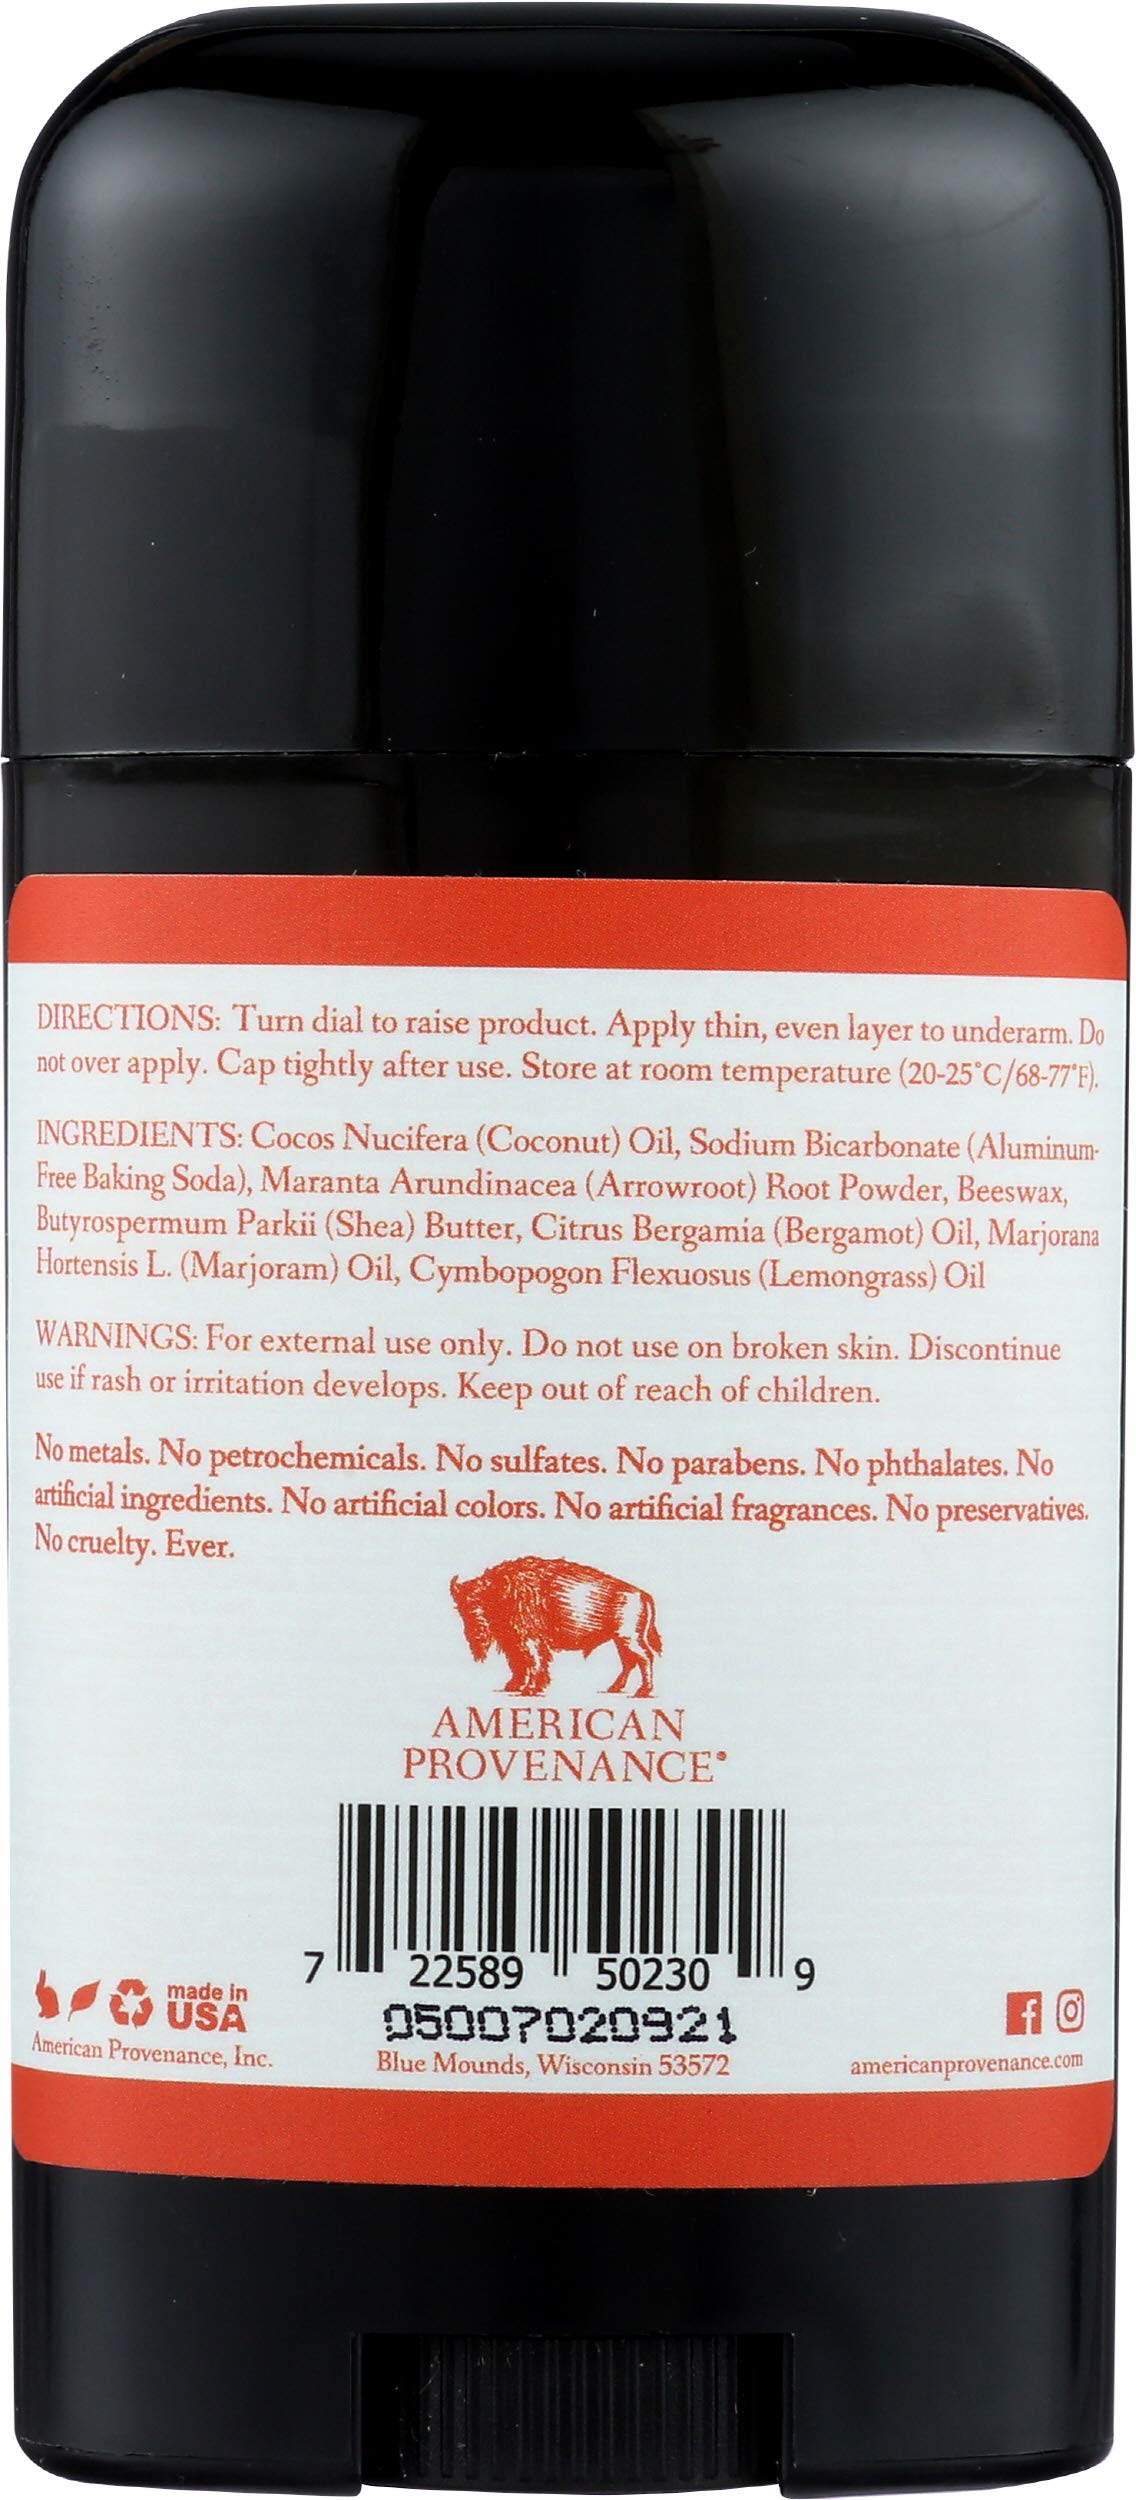 DIRECTIONS: Turn dial to raise product. Apply thin, even layer to underarm. Do
not over apply. Cap tightly after use. Store at room temperature (20-25°C/68-77°F).
INGREDIENTS: Cocos Nucifera (Coconut) Oil, Sodium Bicarbonate (Aluminum-
Free Baking Soda), Maranta Arundinacea (Arrowroot) Root Powder, Beeswax,
Butyrospermum Parkii (Shea) Butter, Citrus Bergamia (Bergamot) Oil, Marjorana
Hortensis L. (Marjoram) Oil, Cymbopogon Flexuosus (Lemongrass) Oil
WARNINGS: For external use only. Do not use on broken skin. Discontinue
use if rash or irritation develops. Keep out of reach of children.
No metals. No petrochemicals. No sulfates. No parabens. No phthalates. No
artificial ingredients. No artificial colors. No artificial fragrances. No preservatives.
No cruelty. Ever.
AMERICAN
PROVENANCE®
7 22589 50230 9
made in
USA
05007020921
American Provenance, Inc.
Blue Mounds, Wisconsin 53572
americanprovenance.com